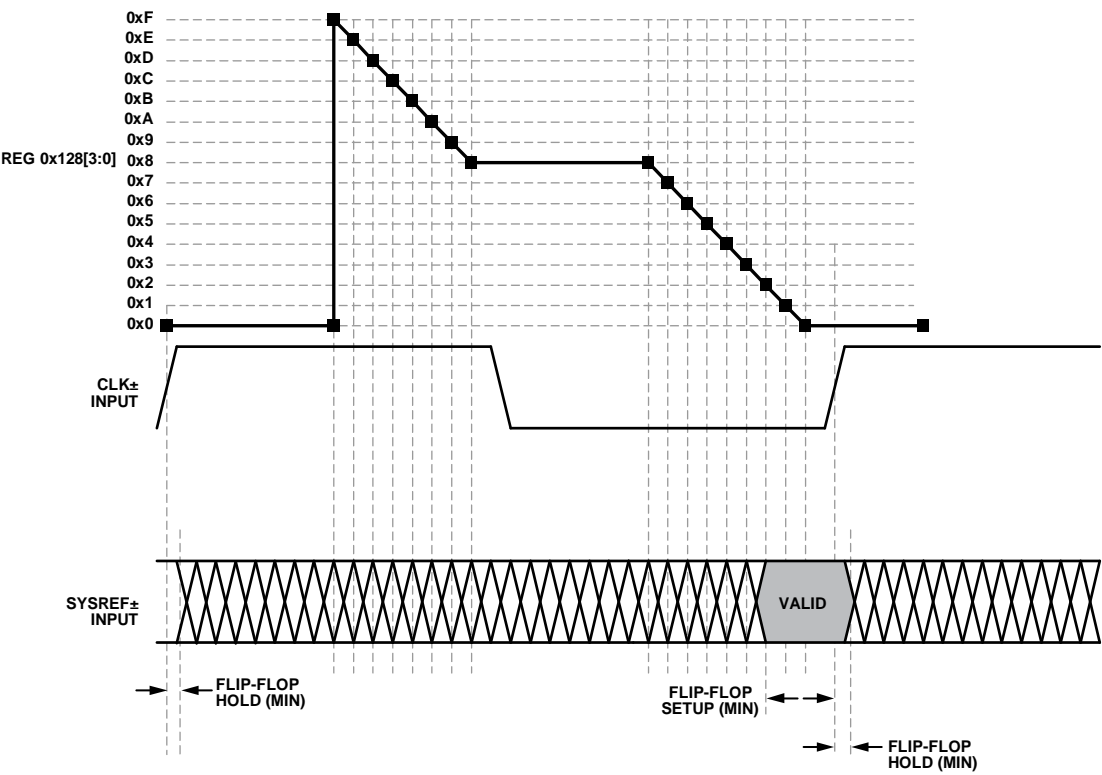 0xF
0xE
0xD
0xC
0xB
0xA
0x9
REG 0x128[3:0] 0x8
0x7
0x6
0x5
0x4
0x3
0x2
0x1
0x0
CLK±
INPUT
SYSREF±
INPUT
VALID
FLIP-FLOP
HOLD (MIN)
FLIP-FLOP
SETUP (MIN)
FLIP-FLOP
HOLD (MIN)